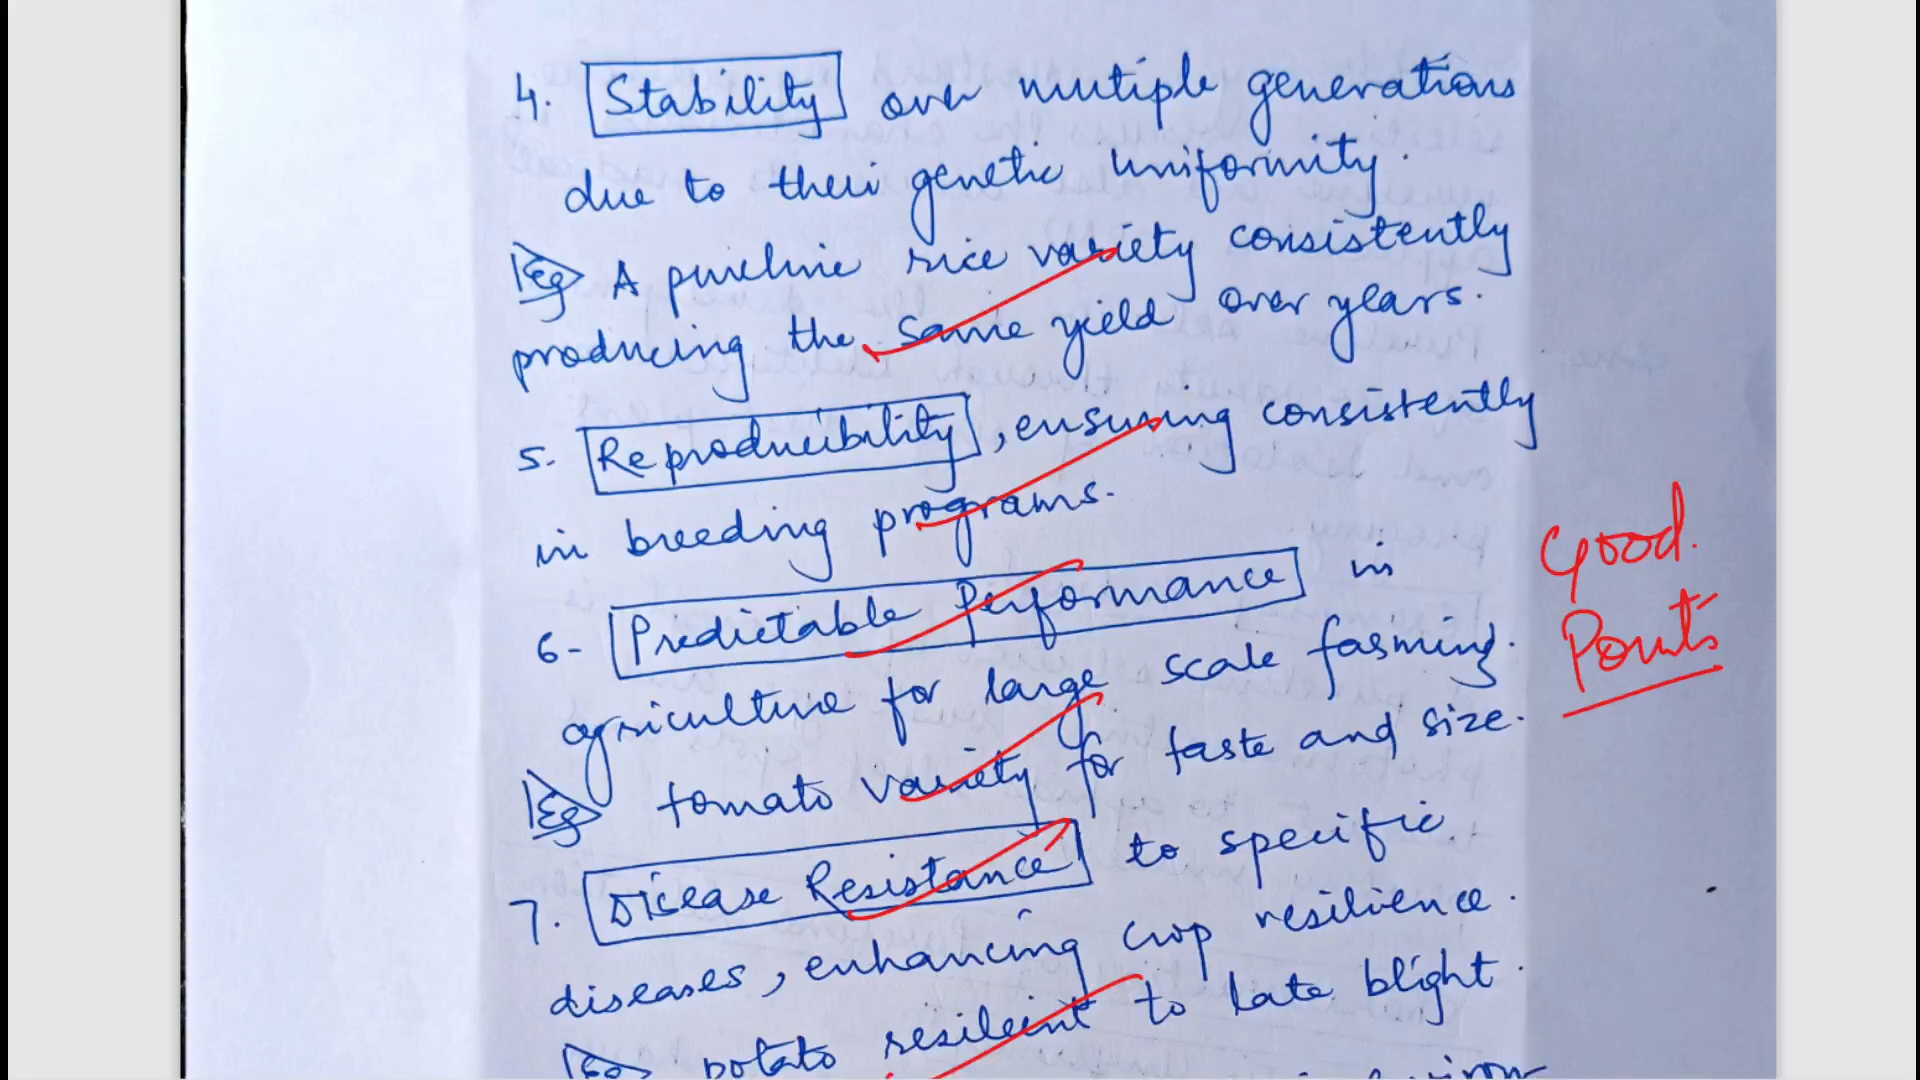 4. Stability over mutiple generations
due to their genetic uniformity.
Eg A pureline rice variety consistently
producing the same yield over years.
5. Reproducibility, ensuring consistently
in breeding programs.
6- Predictable Performance in
agriculture for large scale farming.
Eg tomato variety for taste and size.
Good.
Points
7. Disease Resistance to specific
diseases, enhancing crop resilience.
Eg potato resileint to late blight.